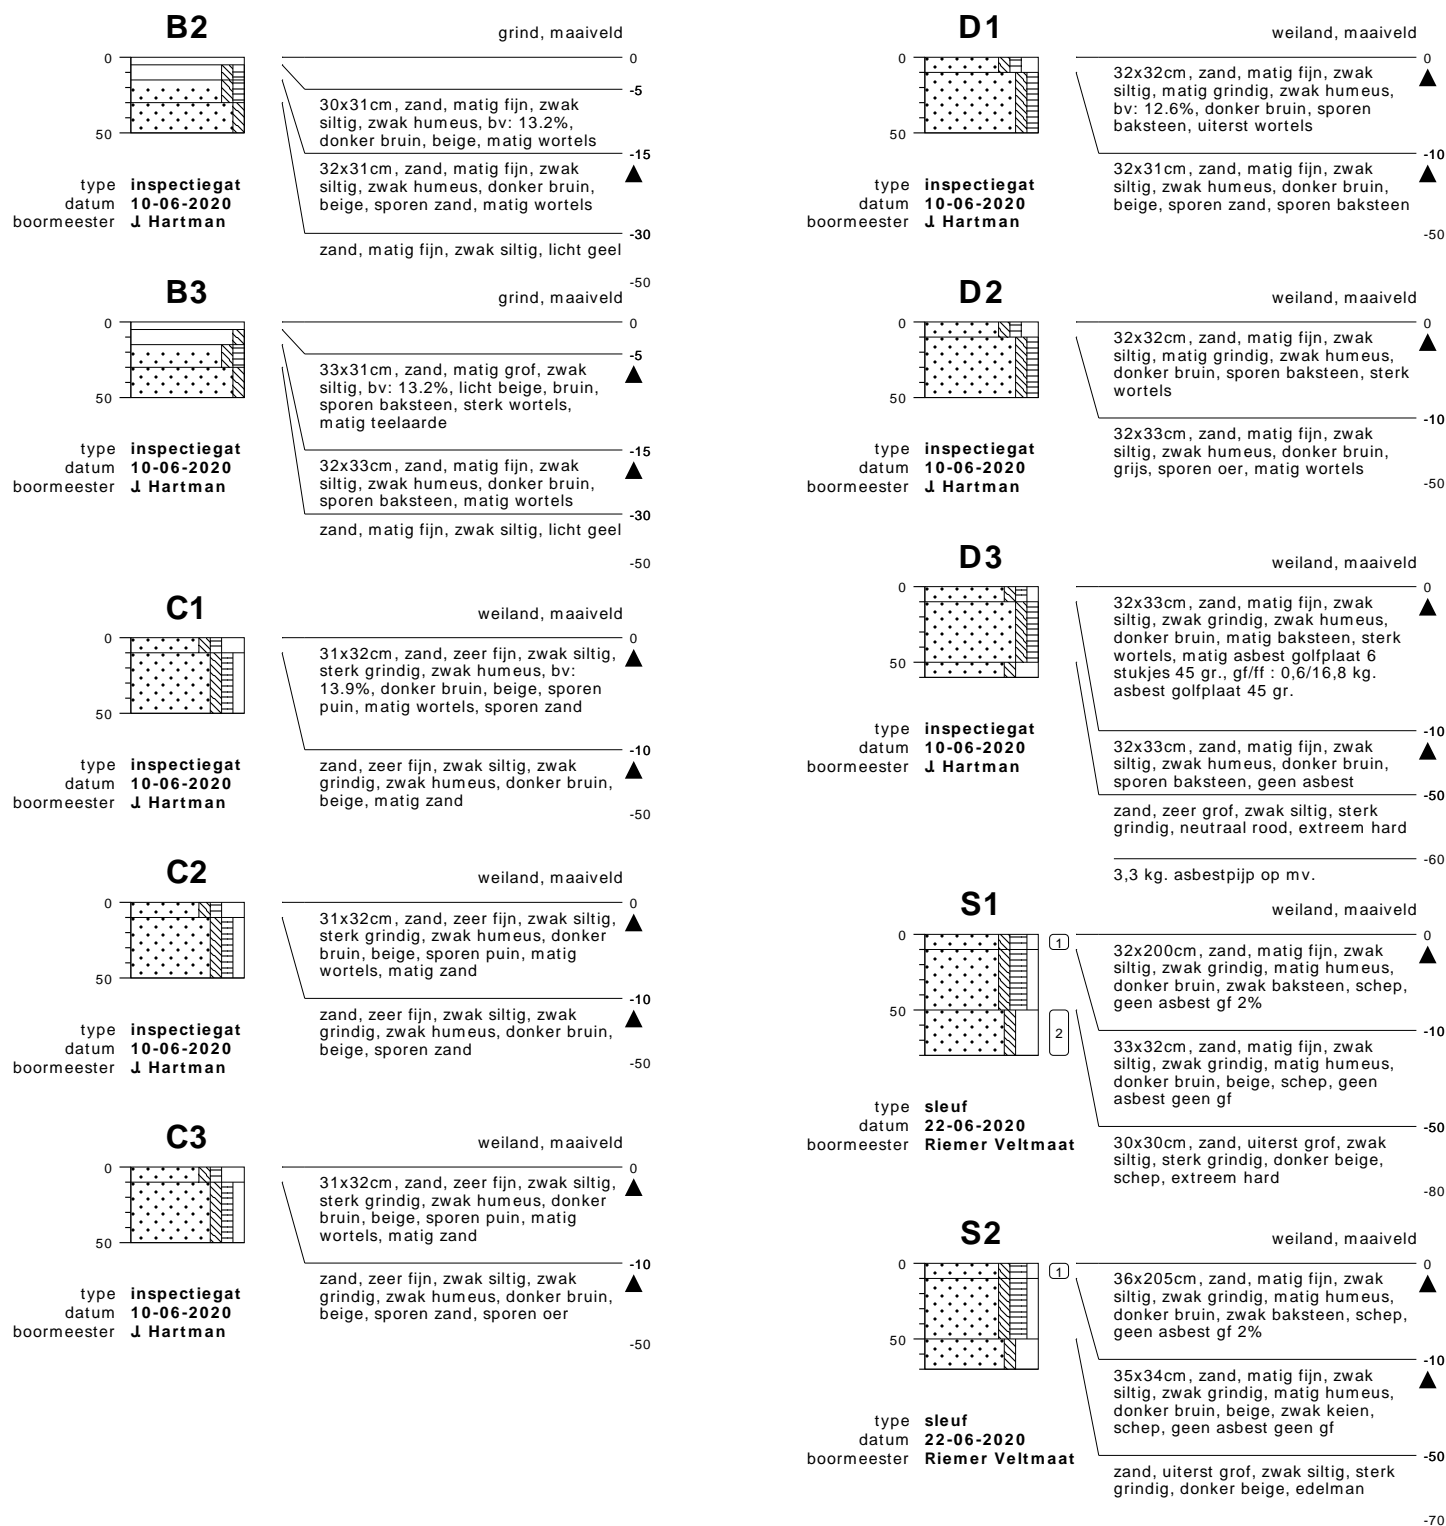 B2
grind, maaiveld
0
50
0
-5
30x31cm, zand, matig fijn, zwak
siltig, zwak humeus, bv: 13.2%,
donker bruin, beige, matig wortels
-15
32x31cm, zand, matig fijn, zwak
siltig, zwak humeus, donker bruin,
beige, sporen zand, matig wortels
-30
zand, matig fijn, zwak siltig, licht geel
-50
type inspectiegat
datum 10-06-2020
boormeester J. Hartman
B3
grind, maaiveld
0
50
0
-5
33x31cm, zand, matig grof, zwak
siltig, bv: 13.2%, licht beige, bruin,
sporen baksteen, sterk wortels,
matig teelaarde
-15
32x33cm, zand, matig fijn, zwak
siltig, zwak humeus, donker bruin,
sporen baksteen, matig wortels
-30
zand, matig fijn, zwak siltig, licht geel
-50
type inspectiegat
datum 10-06-2020
boormeester J. Hartman
C1
weiland, maaiveld
0
50
0
31x32cm, zand, zeer fijn, zwak siltig,
sterk grindig, zwak humeus, bv:
13.9%, donker bruin, beige, sporen
puin, matig wortels, sporen zand
-10
zand, zeer fijn, zwak siltig, zwak
grindig, zwak humeus, donker bruin,
beige, matig zand
-50
type inspectiegat
datum 10-06-2020
boormeester J. Hartman
C2
weiland, maaiveld
0
50
0
31x32cm, zand, zeer fijn, zwak siltig,
sterk grindig, zwak humeus, donker
bruin, beige, sporen puin, matig
wortels, matig zand
-10
zand, zeer fijn, zwak siltig, zwak
grindig, zwak humeus, donker bruin,
beige, sporen zand
-50
type inspectiegat
datum 10-06-2020
boormeester J. Hartman
C3
weiland, maaiveld
0
50
0
31x32cm, zand, zeer fijn, zwak siltig,
sterk grindig, zwak humeus, donker
bruin, beige, sporen puin, matig
wortels, matig zand
-10
zand, zeer fijn, zwak siltig, zwak
grindig, zwak humeus, donker bruin,
beige, sporen zand, sporen oer
-50
type inspectiegat
datum 10-06-2020
boormeester J. Hartman
D1
weiland, maaiveld
0
50
0
32x32cm, zand, matig fijn, zwak
siltig, matig grindig, zwak humeus,
bv: 12.6%, donker bruin, sporen
baksteen, uiterst wortels
-10
32x31cm, zand, matig fijn, zwak
siltig, zwak humeus, donker bruin,
beige, sporen zand, sporen baksteen
-50
type inspectiegat
datum 10-06-2020
boormeester J. Hartman
D2
weiland, maaiveld
0
50
0
32x32cm, zand, matig fijn, zwak
siltig, matig grindig, zwak humeus,
donker bruin, sporen baksteen, sterk
wortels
-10
32x33cm, zand, matig fijn, zwak
siltig, zwak humeus, donker bruin,
grijs, sporen oer, matig wortels
-50
type inspectiegat
datum 10-06-2020
boormeester J. Hartman
D3
weiland, maaiveld
0
50
0
32x33cm, zand, matig fijn, zwak
siltig, zwak grindig, zwak humeus,
donker bruin, matig baksteen, sterk
wortels, matig asbest golfplaat 6
stukjes 45 gr., gf/ff : 0,6/16,8 kg.
asbest golfplaat 45 gr.
-10
32x33cm, zand, matig fijn, zwak
siltig, zwak humeus, donker bruin,
sporen baksteen, geen asbest
-50
zand, zeer grof, zwak siltig, sterk
grindig, neutraal rood, extreem hard
-60
3,3 kg. asbestpijp op mv.
type inspectiegat
datum 10-06-2020
boormeester J. Hartman
S1
weiland, maaiveld
0
50
1
2
0
32x200cm, zand, matig fijn, zwak
siltig, zwak grindig, matig humeus,
donker bruin, zwak baksteen, schep,
geen asbest gf 2%
-10
33x32cm, zand, matig fijn, zwak
siltig, zwak grindig, matig humeus,
donker bruin, beige, schep, geen
asbest geen gf
-50
30x30cm, zand, uiterst grof, zwak
siltig, sterk grindig, donker beige,
schep, extreem hard
-80
type sleuf
datum 22-06-2020
boormeester Riemer Veltmaat
S2
weiland, maaiveld
0
50
1
0
36x205cm, zand, matig fijn, zwak
siltig, zwak grindig, matig humeus,
donker bruin, zwak baksteen, schep,
geen asbest gf 2%
-10
35x34cm, zand, matig fijn, zwak
siltig, zwak grindig, matig humeus,
donker bruin, beige, zwak keien,
schep, geen asbest geen gf
-50
zand, uiterst grof, zwak siltig, sterk
grindig, donker beige, edelman
-70
type sleuf
datum 22-06-2020
boormeester Riemer Veltmaat